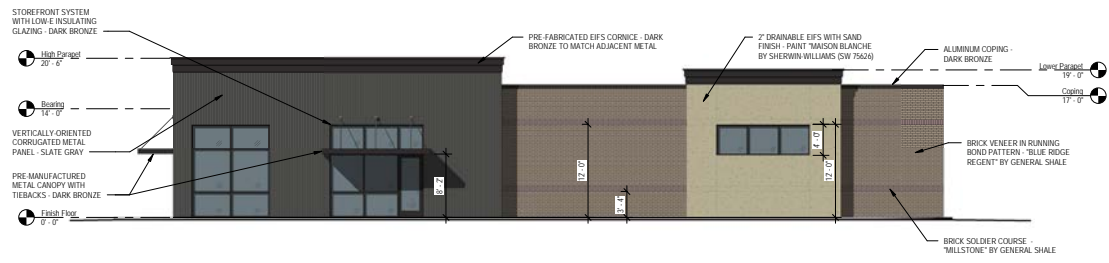 STOREFRONT SYSTEM
WITH LOW-E INSULATING
GLAZING - DARK BRONZE
High Parapet
20' - 6"
Bearing
14' - 0"
VERTICALLY-ORIENTED
CORRUGATED METAL
PANEL - SLATE GRAY
PRE-MANUFACTURED
METAL CANOPY WITH
TIEBACKS - DARK BRONZE
Finish Floor
0' - 0"
PRE-FABRICATED EIFS CORNICE - DARK
BRONZE TO MATCH ADJACENT METAL
2" DRAINABLE EIFS WITH SAND
FINISH - PAINT "MAISON BLANCHE
BY SHERWIN-WILLIAMS (SW 75626)
ALUMINUM COPING -
DARK BRONZE
Lower Parapet
19' - 0"
Coping
17' - 0"
8' - 2"
12' - 0"
3' - 4"
4' - 0"
12' - 0"
BRICK VENEER IN RUNNING
BOND PATTERN - "BLUE RIDGE
REGENT" BY GENERAL SHALE
BRICK SOLDIER COURSE -
"MILLSTONE" BY GENERAL SHALE